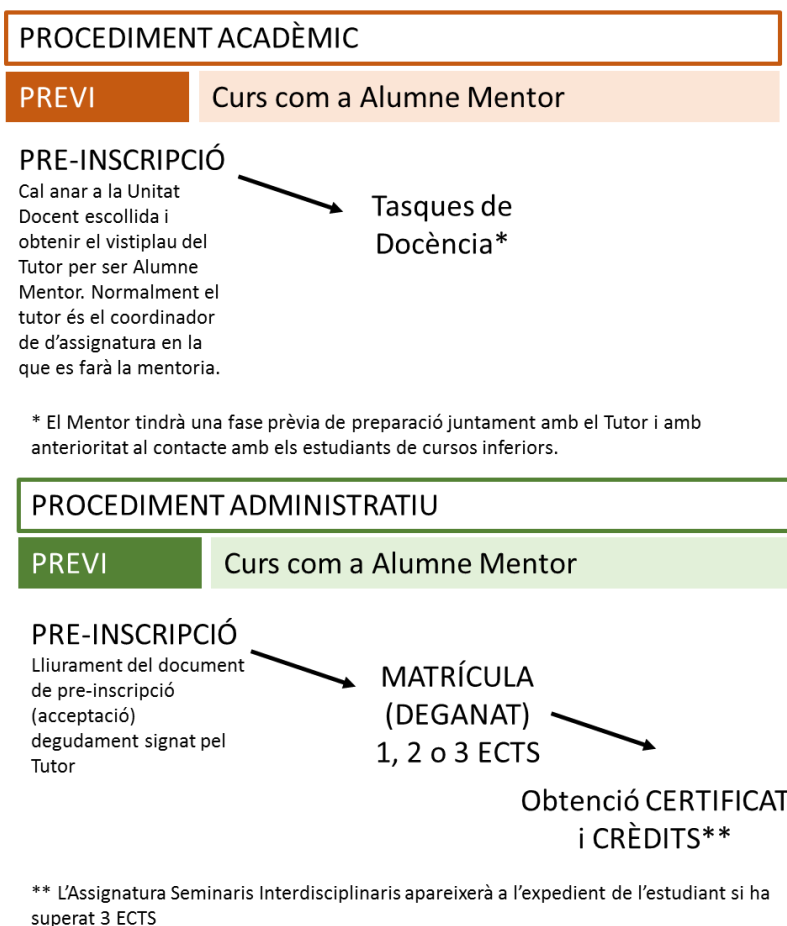 PROCEDIMENT ACADÈMIC
PREVI
Curs com a Alumne Mentor
PRE-INSCRIPCIÓ
Cal anar a la Unitat
Docent escollida i
obtenir el vistiplau del
Tutor per ser Alumne
Mentor. Normalment el
tutor és el coordinador
de d’assignatura en la
que es farà la mentoria.
Tasques de
Docència*
* El Mentor tindrà una fase prèvia de preparació juntament amb el Tutor i amb
anterioritat al contacte amb els estudiants de cursos inferiors.
PROCEDIMENT ADMINISTRATIU
PREVI
Curs com a Alumne Mentor
PRE-INSCRIPCIÓ
Lliurament del document
de pre-inscripció
(acceptació)
degudament signat pel
Tutor
MATRÍCULA
(DEGANAT)
1, 2 o 3 ECTS
Obtenció CERTIFICAT
i CRÈDITS**
** L’Assignatura Seminaris Interdisciplinaris apareixerà a l’expedient de l’estudiant si ha
superat 3 ECTS